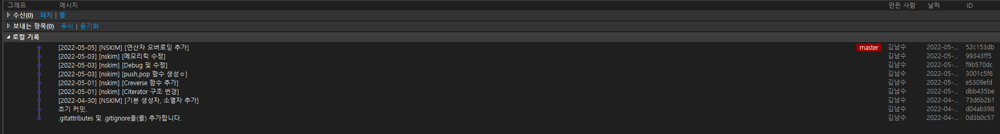 그래프 메시지 만든 사람 날짜 ID
수신(0) 페치 | 풀
보내는 항목(0) 푸시 | 동기화
로컬 기록
[2022-05-05] [NSKIM] [연산자 오버로딩 추가] master 김남수 2022-05-... 52c153db
[2022-05-03] [nskim] [메모리릭 수정] 김남수 2022-05-... 99343ff5
[2022-05-03] [nskim] [Debug 및 수정] 김남수 2022-05-... f9b570dc
[2022-05-03] [nskim] [push,pop 함수 생섣ㅇ] 김남수 2022-05-... 3001c5f6
[2022-05-01] [nskim] [Creverse 함수 추가] 김남수 2022-05-... e5309efd
[2022-05-01] [nskim] [Citerator 구조 변경] 김남수 2022-05-... dbb435be
[2022-04-30] [NSKIM] [기본 생성자, 소멸자 추가] 김남수 2022-04-... 73d6b2b1
초기 커밋. 김남수 2022-04-... d04ab398
.gitattributes 및 .gitignore을(를) 추가합니다. 김남수 2022-04-... 0d3b0c57